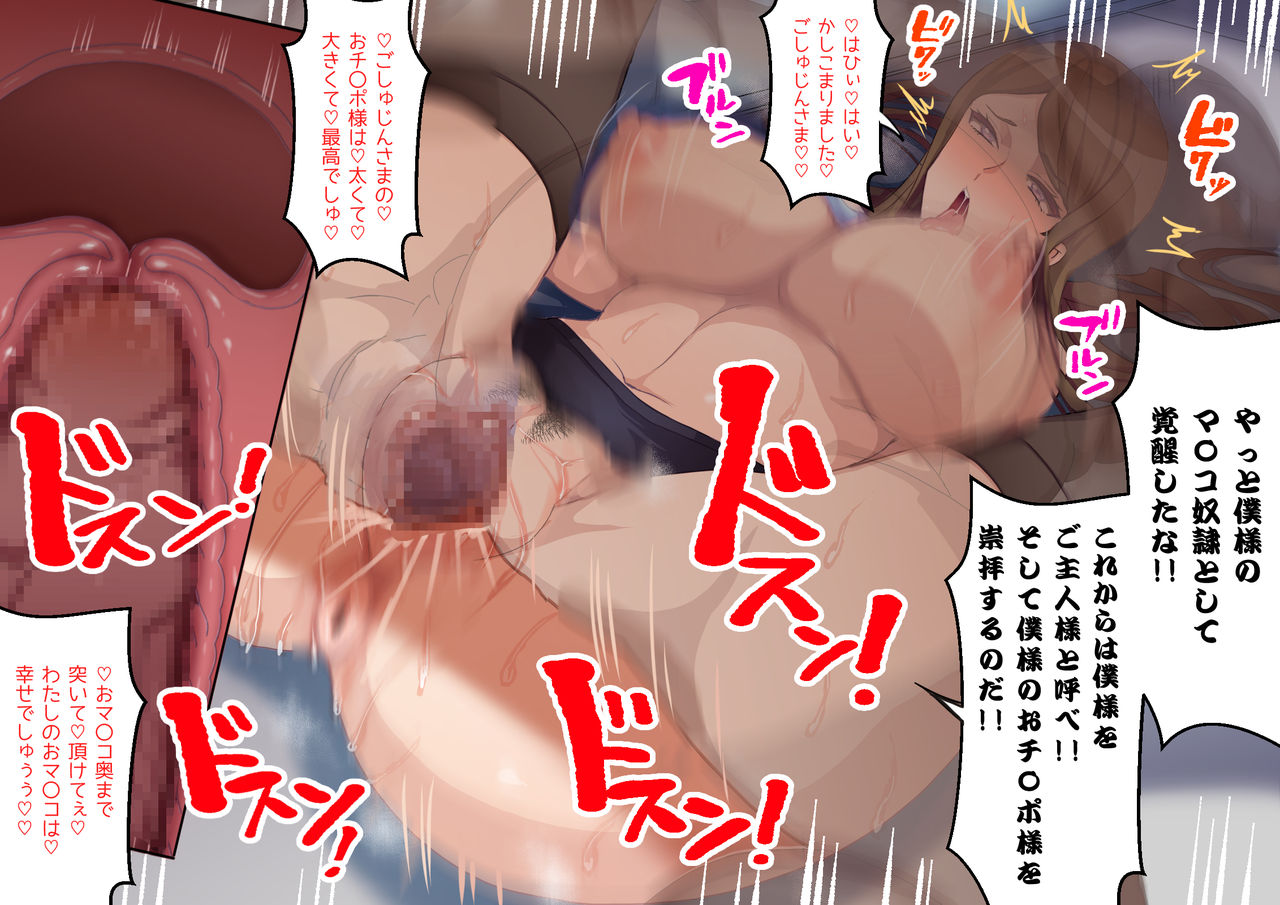 やっと僕様の
マ〇コ奴隷として
覚醒したな!!
これからは僕様を
ご主人様と呼べ!!
そして僕様のおチ〇ポ様を
崇拝するのだ!!
♡はひぃ♡はい♡
かしこまりました♡
ごしゅじんさま♡♡
♡ごしゅじんさまの♡
おチ〇ポ様は♡太くて♡
大きくて♡最高でしゅ♡
♡おマ〇コ奥まで
突いて♡頂けてぇ♡
わたしのおマ〇コは♡
幸せでしゅぅぅ♡♡
ビクッ
ビクッ
ブルン
ブルン
ドスン!
ドスン!
ドスン!
ドスン!